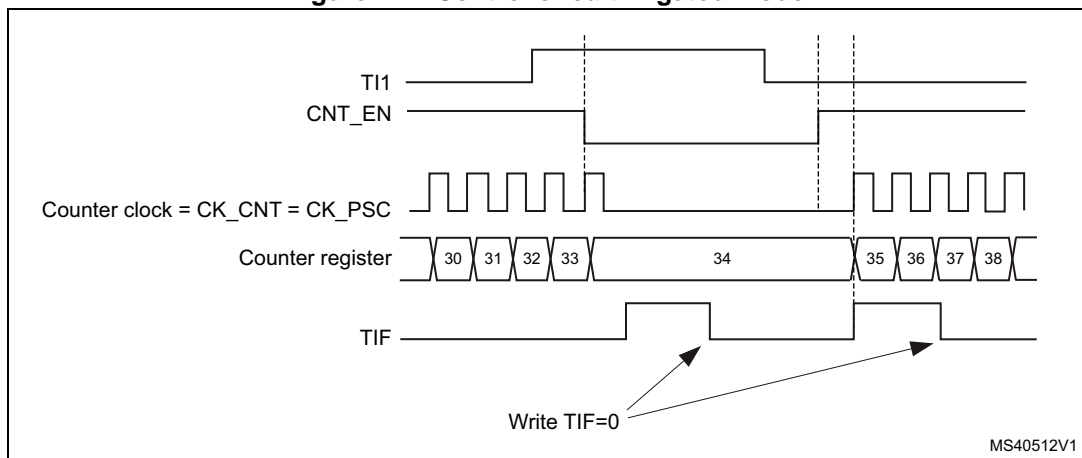 TI1
CNT_EN
Counter clock = CK_CNT = CK_PSC
Counter register 30 31 32 33 34 35 36 37 38
TIF
Write TIF=0
MS40512V1